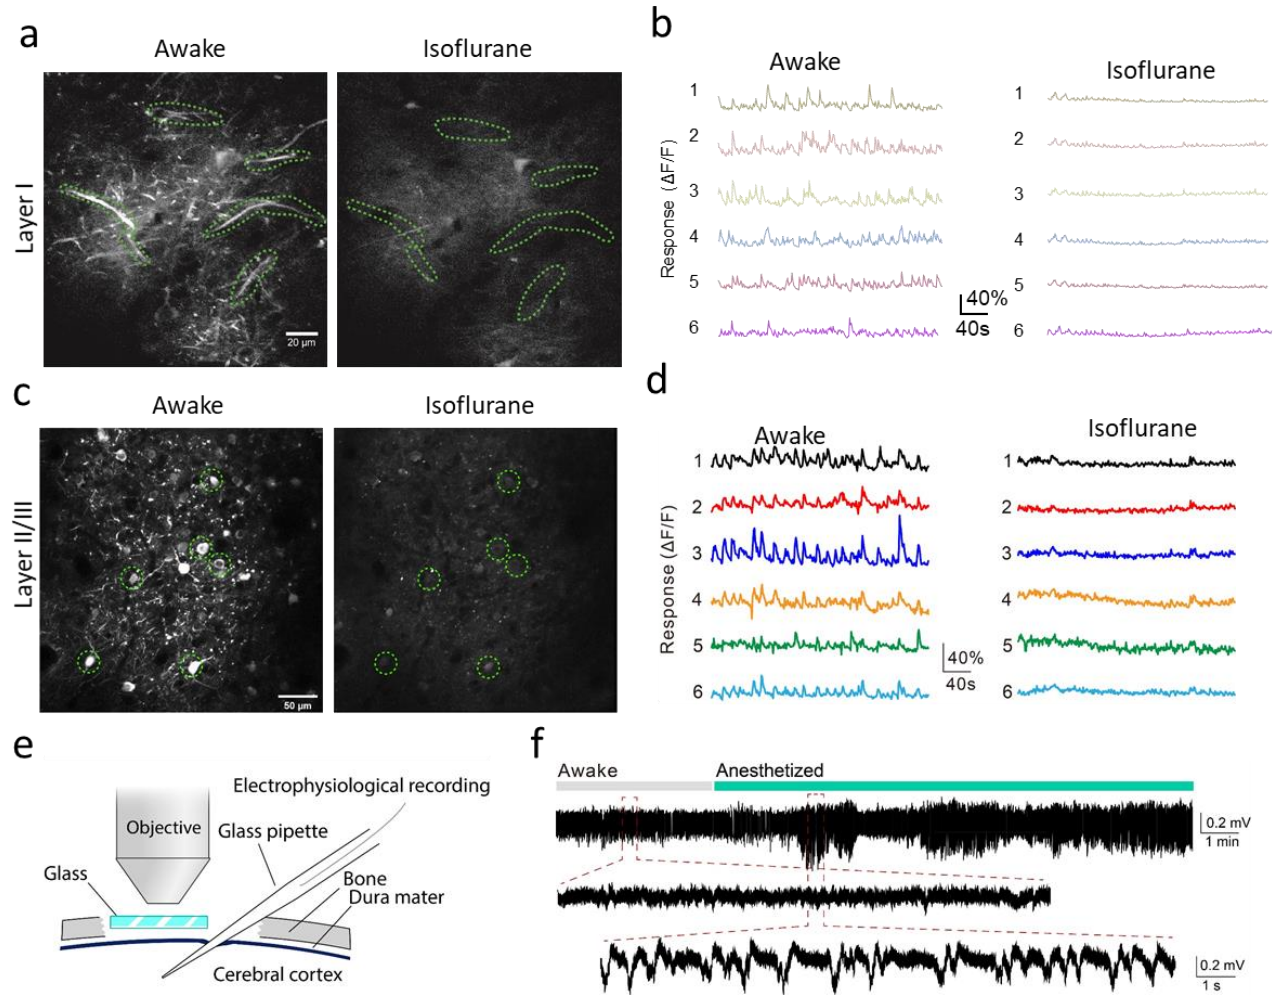 a
Awake
Isoflurane
Layer I
20 µm
b
Awake
Isoflurane
Response (ΔF/F)
1
2
3
4
5
6
40%
40s
1
2
3
4
5
6
c
Awake
Isoflurane
Layer II/III
50 µm
d
Awake
Isoflurane
Response (ΔF/F)
1
2
3
4
5
6
40%
40s
1
2
3
4
5
6
e
Electrophysiological recording
Objective
Glass pipette
Glass
Bone
Dura mater
Cerebral cortex
f
Awake
Anesthetized
0.2 mV
1 min
0.2 mV
1 s